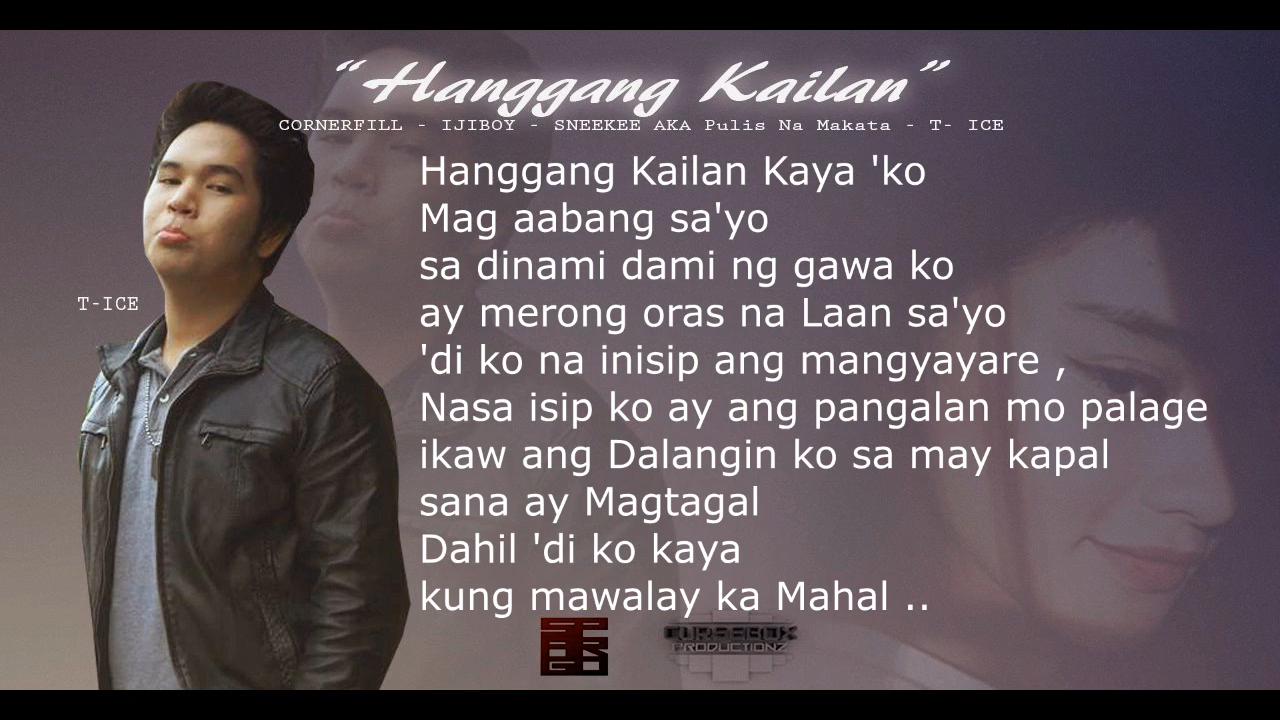 “Hanggang Kailan”
CORNERFILL - IJIBOY - SNEEKEE AKA Pulis Na Makata - T- ICE
Hanggang Kailan Kaya 'ko
Mag aabang sa'yo
sa dinami dami ng gawa ko
ay merong oras na Laan sa'yo
T-ICE
'di ko na inisip ang mangyayare ,
Nasa isip ko ay ang pangalan mo palage
ikaw ang Dalangin ko sa may kapal
sana ay Magtagal
Dahil 'di ko kaya
kung mawalay ka Mahal ..
CURSEBOX
PRODUCTIONZ